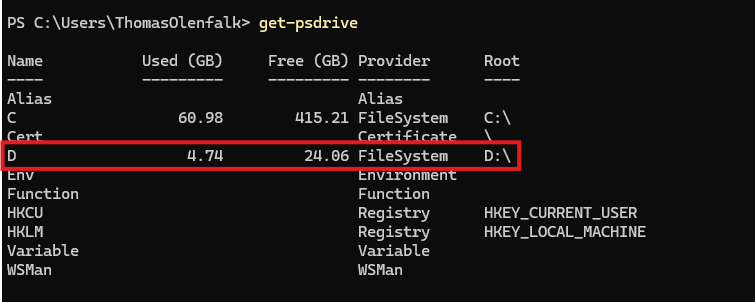 PS C:\Users\ThomasOlenfalk> get-psdrive
Name Used (GB) Free (GB) Provider Root
---- --------- --------- -------- ----
Alias Alias
C 60.98 415.21 FileSystem C:\
Cert Certificate \
D 4.74 24.06 FileSystem D:\
Env Environment
Function Function
HKCU Registry HKEY_CURRENT_USER
HKLM Registry HKEY_LOCAL_MACHINE
Variable Variable
WSMan WSMan